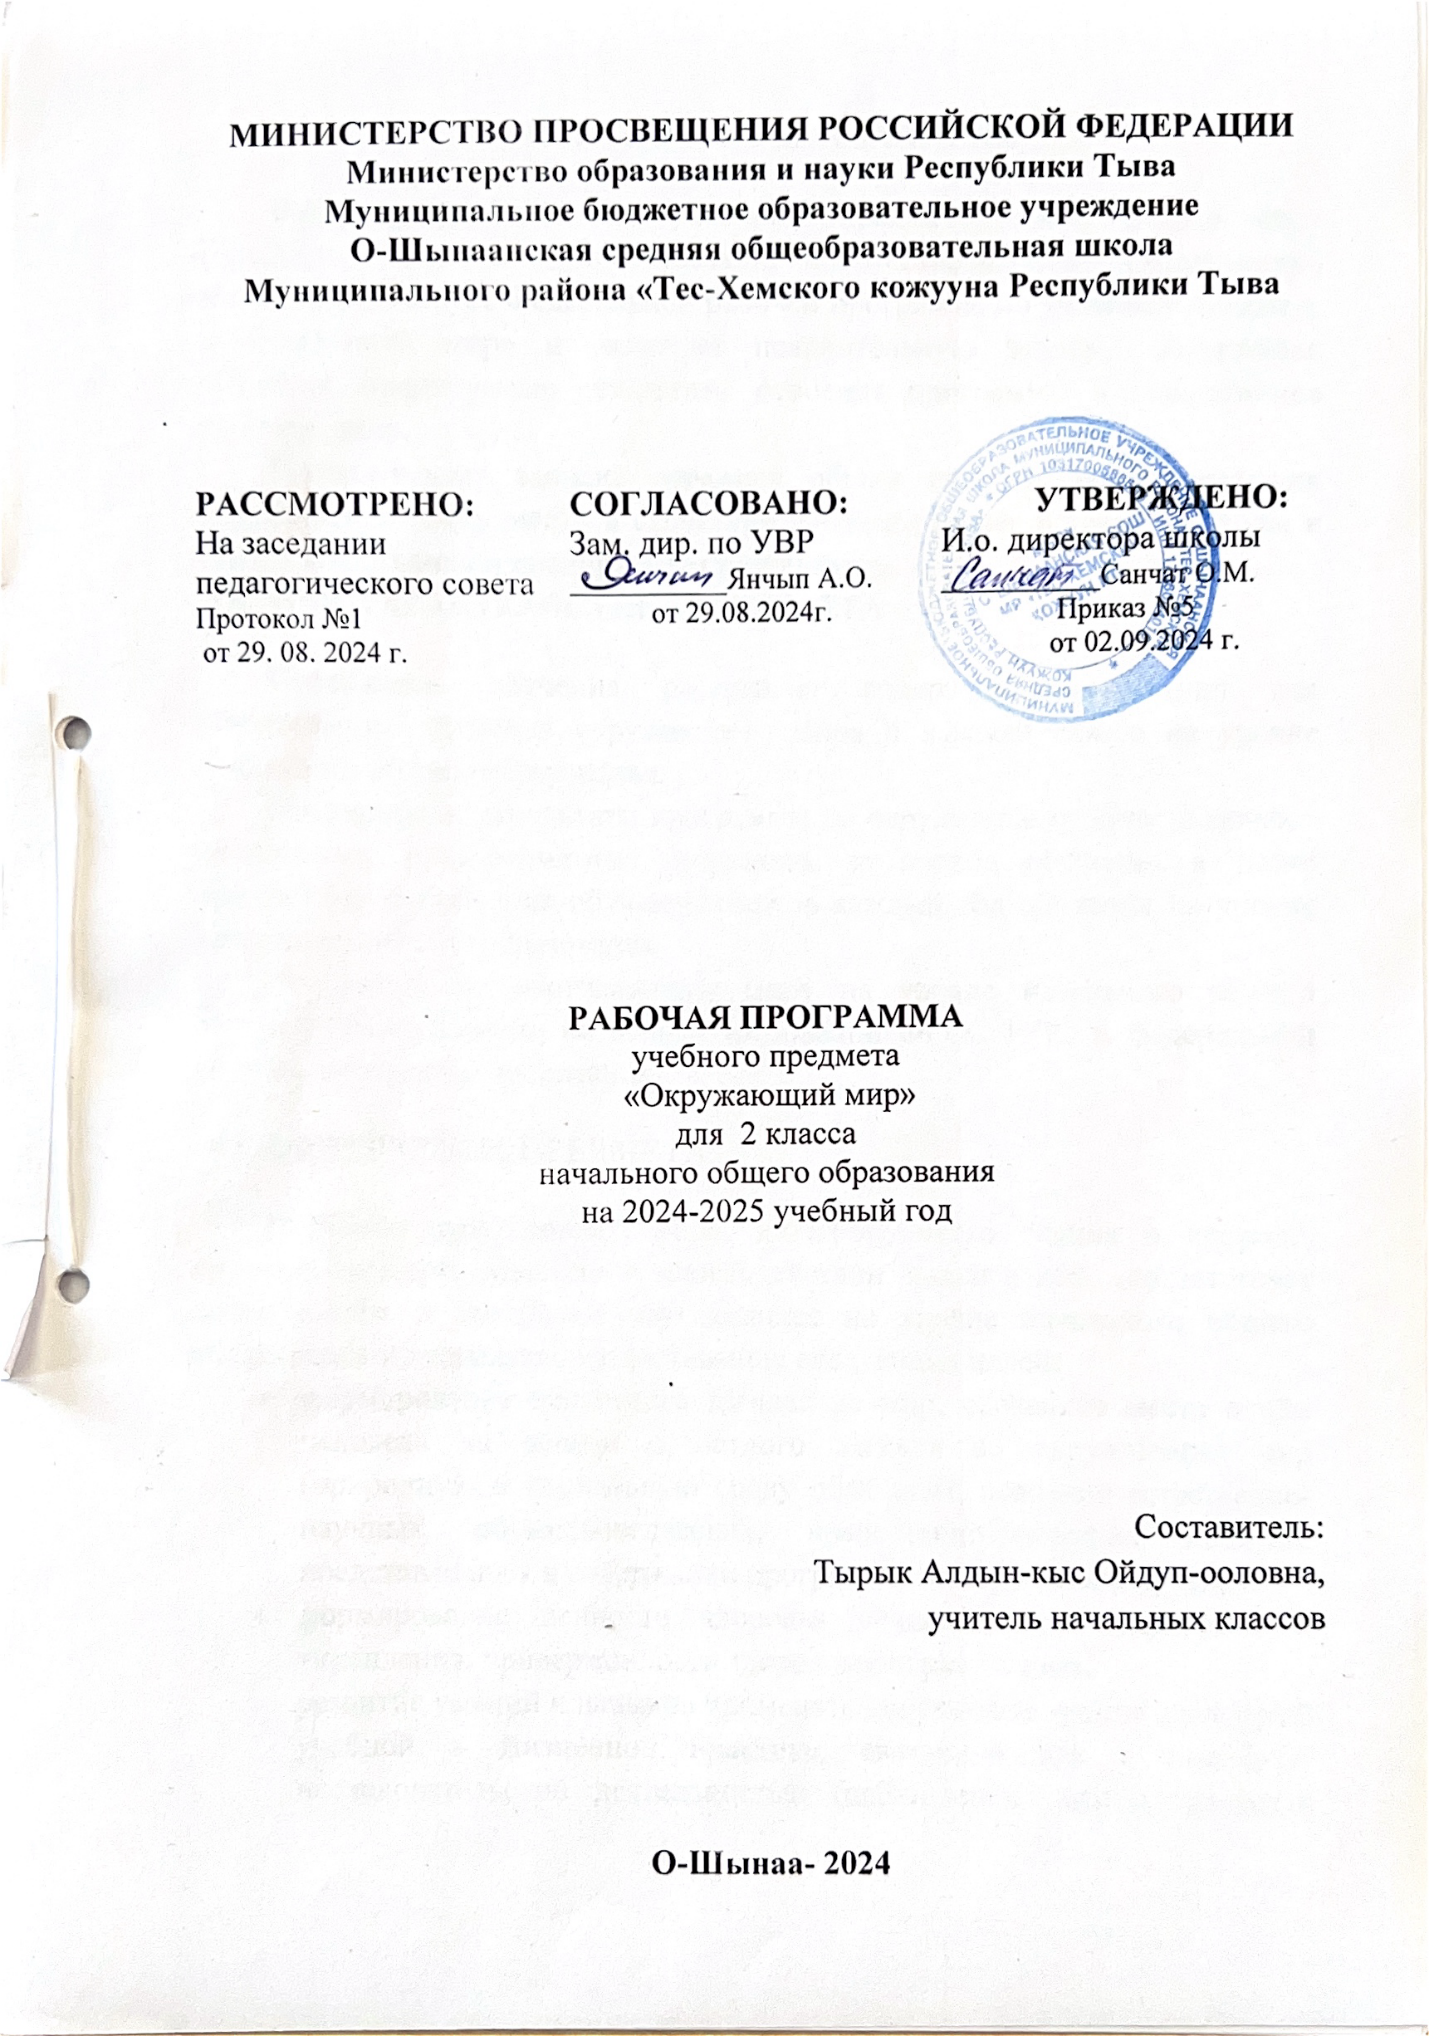 МИНИСТЕРСТВО ПРОСВЕЩЕНИЯ РОССИЙСКОЙ ФЕДЕРАЦИИ
Министерство образования и науки Республики Тыва
Муниципальное бюджетное образовательное учреждение
О-Шынаанская средняя общеобразовательная школа
Муниципального района «Тес-Хемского кожууна Республики Тыва
РАССМОТРЕНО:
На заседании
педагогического совета
Протокол №1
от 29. 08. 2024 г.
СОГЛАСОВАНО:
Зам. дир. по УВР
Янчып А.О.
от 29.08.2024г.
УТВЕРЖДЕНО:
И.о. директора школы
Санчат Санчат О.М.
Приказ №5
от 02.09.2024 г.
РАБОЧАЯ ПРОГРАММА
учебного предмета
«Окружающий мир»
для 2 класса
начального общего образования
на 2024-2025 учебный год
Составитель:
Тырык Алдын-кыс Ойдуп-ооловна,
учитель начальных классов
О-Шынаа- 2024